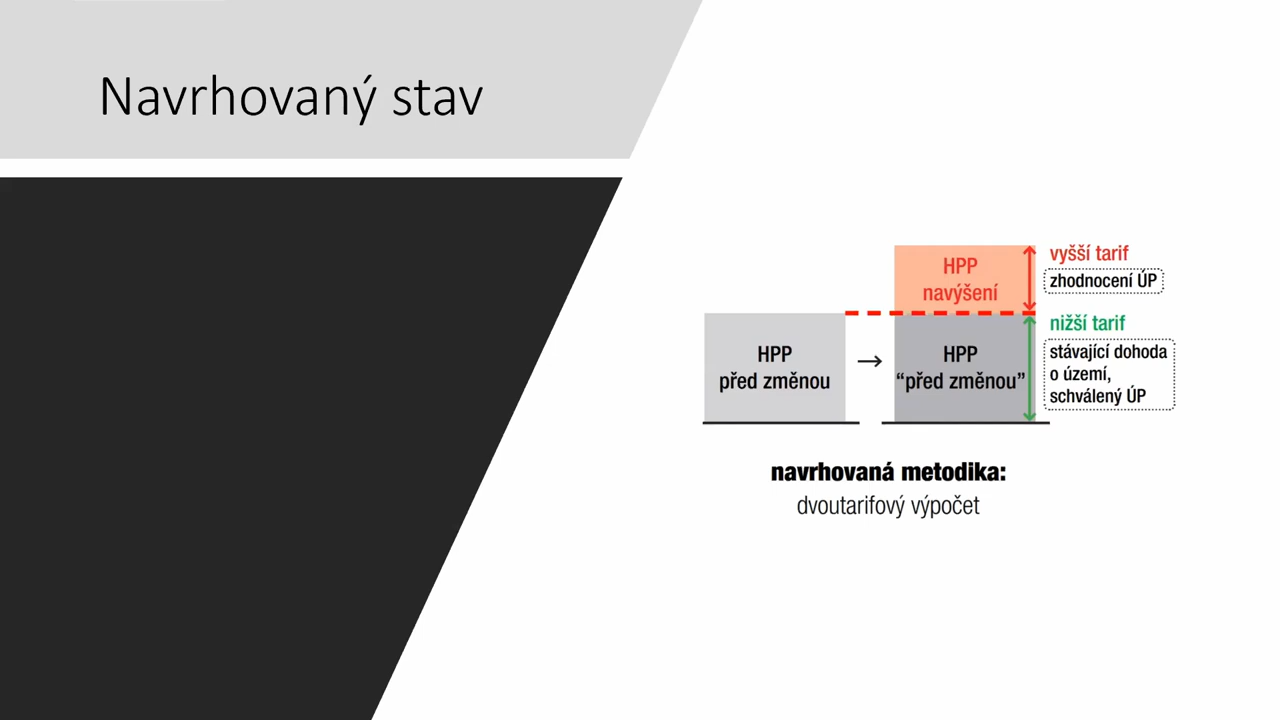 Navrhovaný stav
HPP
navýšení
vyšší tarif
zhodnocení ÚP
HPP
před změnou
→
HPP
“před změnou”
nižší tarif
stávající dohoda
o území,
schválený ÚP
navrhovaná metodika:
dvoutarifový výpočet